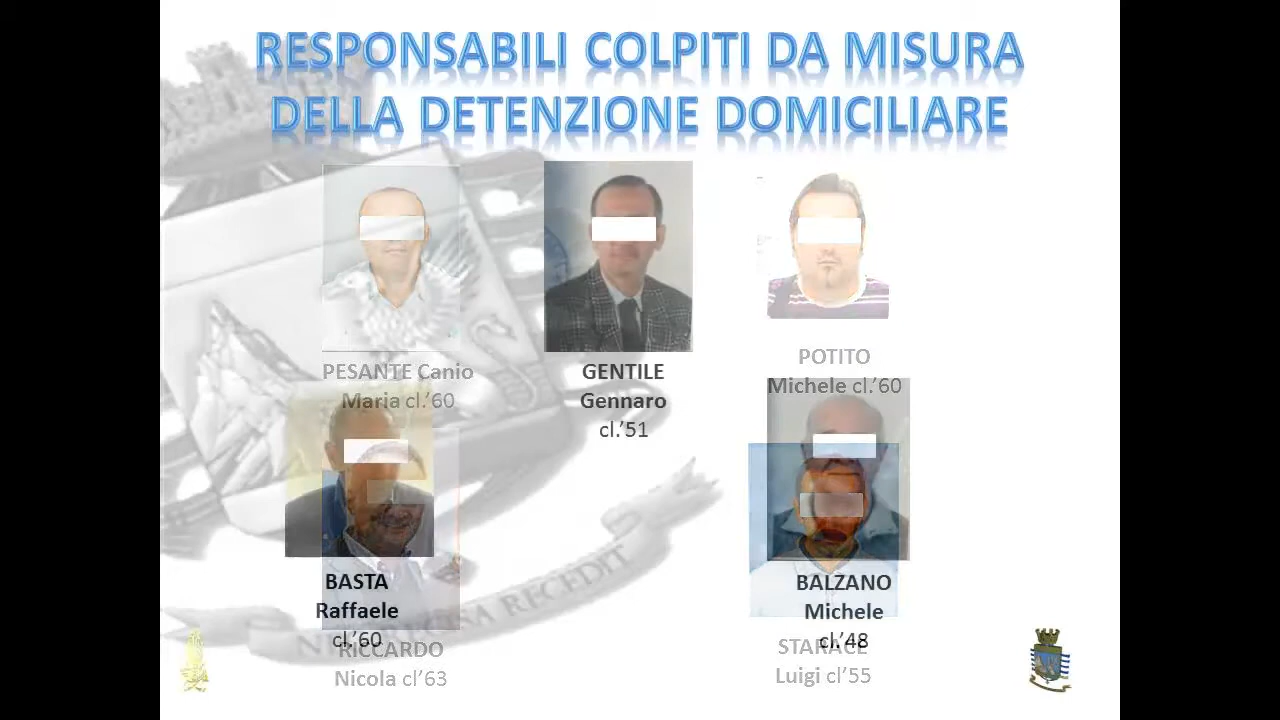 RESPONSABILI COLPITI DA MISURA
DELLA DETENZIONE DOMICILIARE
PESANTE Canio
Maria cl.’60
GENTILE
Gennaro
cl.’51
POTITO
Michele cl.’60
BASTA
Raffaele
cl.’60
RICCARDO
Nicola cl’63
BALZANO
Michele
cl.’48
STARACE
Luigi cl’55
RECEDIT